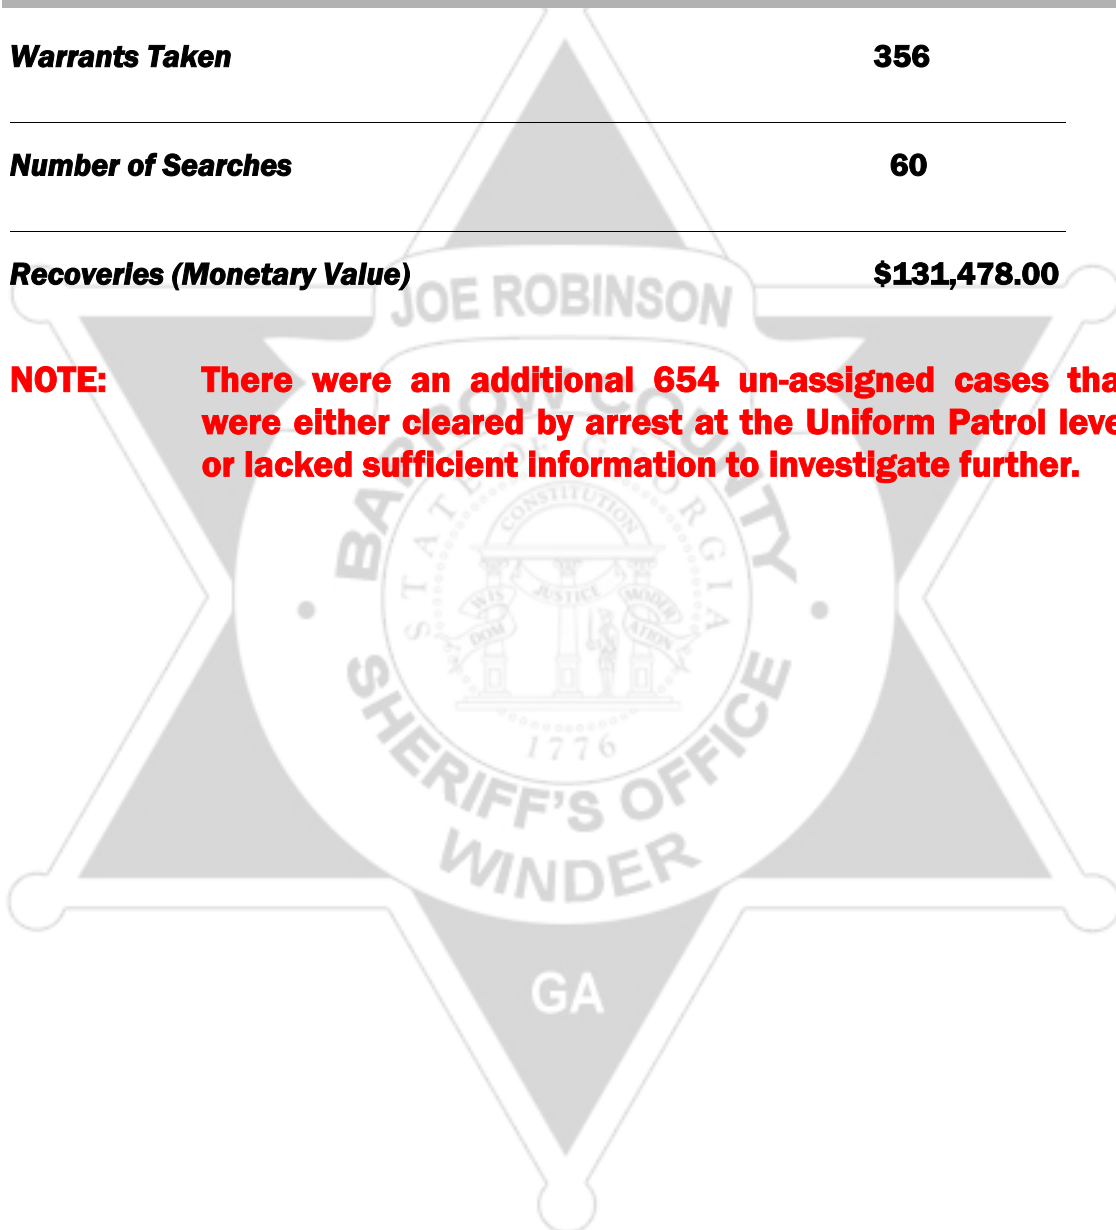 Warrants Taken 356
Number of Searches 60
Recoveries (Monetary Value) $131,478.00
NOTE: There were an additional 654 un-assigned cases tha
were either cleared by arrest at the Uniform Patrol leve
or lacked sufficient information to investigate further.
JOE ROBINSON
BARROW COUNTY
STATE OF GEORGIA
CONSTITUTION
WIS
DOM
JUSTICE
MODER
ATION
1776
SHERIFF'S OFFICE
WINDER
GA